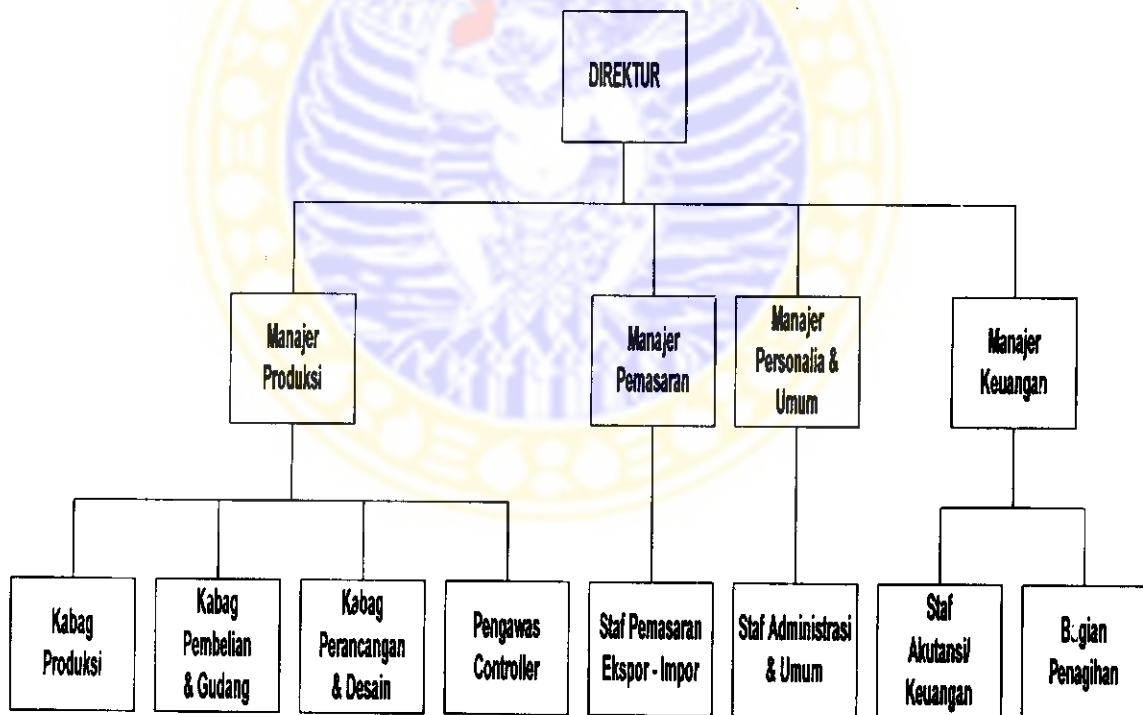 DIREKTUR
Manajer
Produksi
Manajer
Pemasaran
Manajer
Personalia &
Umum
Manajer
Keuangan
Kabag
Produksi
Kabag
Pembelian
& Gudang
Kabag
Perancangan
& Desain
Pengawas
Controller
Staf Pemasaran
Ekspor - Impor
Staf Administrasi
& Umum
Staf
Akutansi/
Keuangan
Bagian
Penagihan